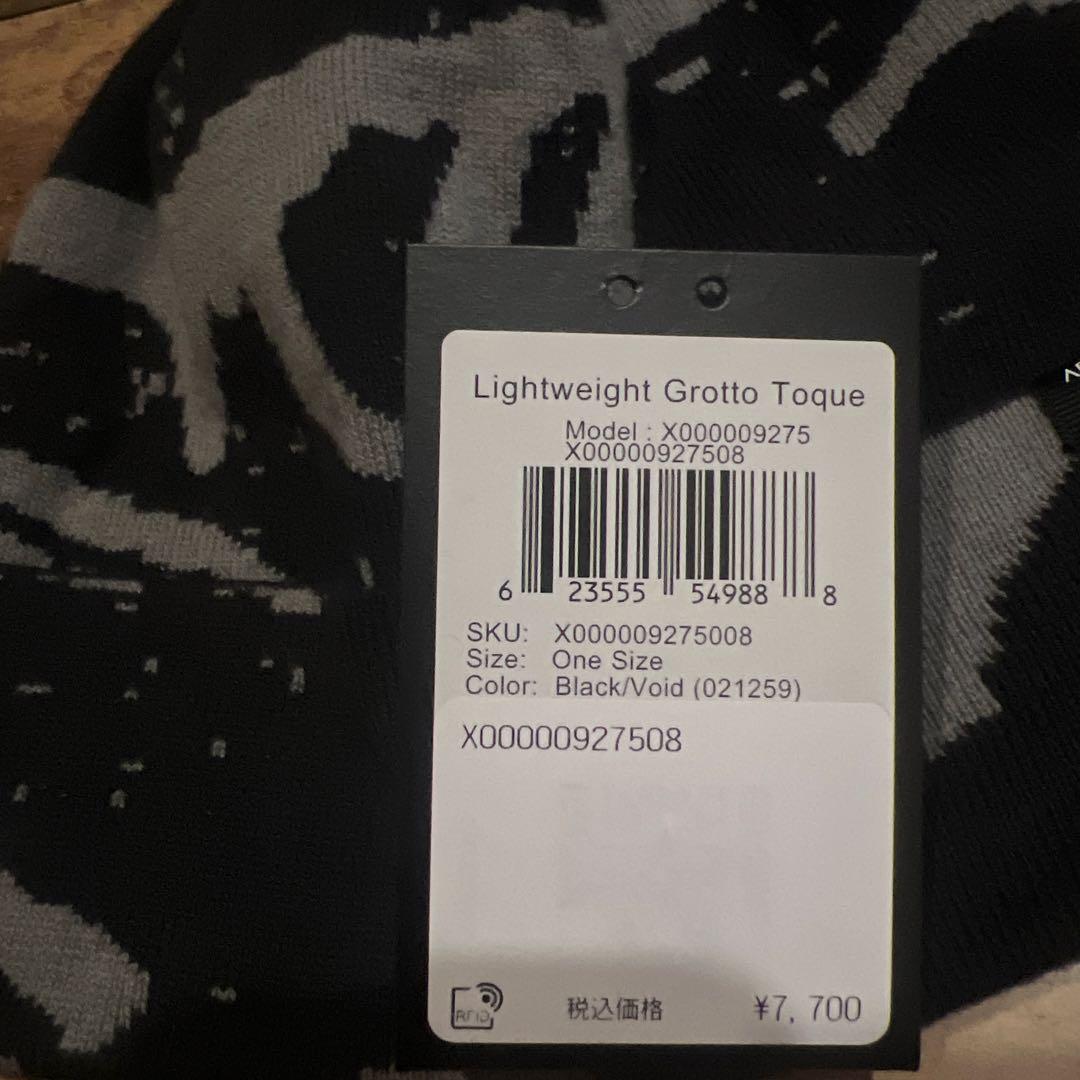 Lightweight Grotto Toque
Model : X000009275
X00000927508
6 23555 54988 8
SKU: X000009275008
Size: One Size
Color: Black/Void (021259)
X00000927508
RFID
税込価格 ¥7, 700